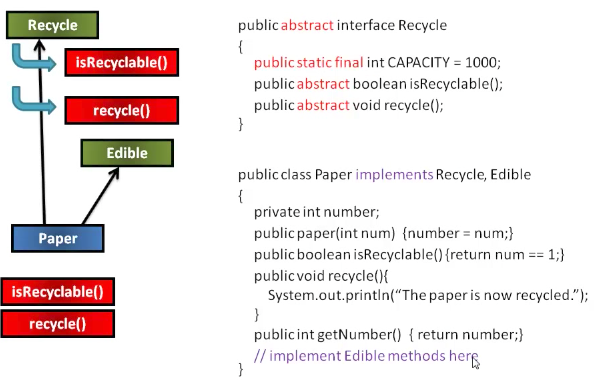 Recycle
isRecyclable()
recycle()
Edible
Paper
isRecyclable()
recycle()
public abstract interface Recycle
{
public static final int CAPACITY = 1000;
public abstract boolean isRecyclable();
public abstract void recycle();
}
public class Paper implements Recycle, Edible
{
private int number;
public paper(int num) {number = num;}
public boolean isRecyclable(){return num == 1;}
public void recycle(){
System.out.println(“The paper is now recycled.”);
}
public int getNumber() { return number;}
// implement Edible methods here
}